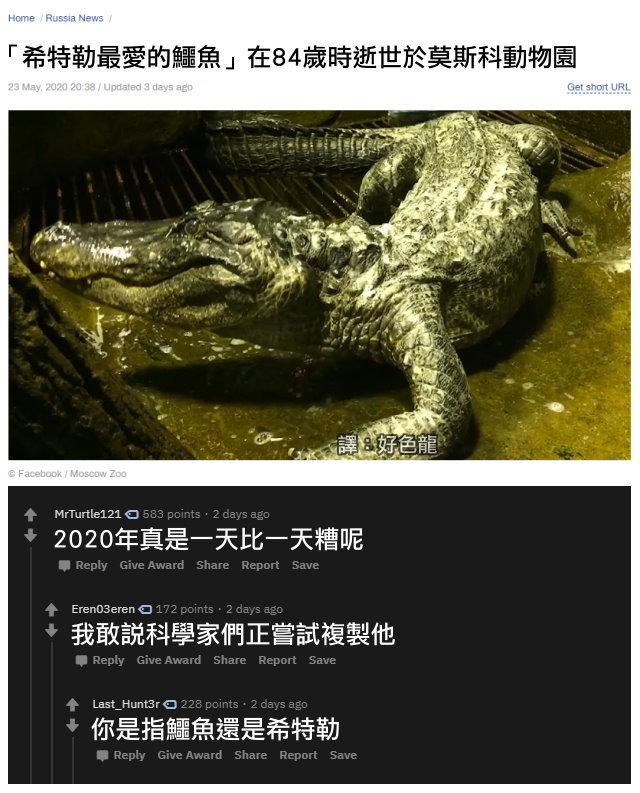 Home / Russia News /
「希特勒最愛的鱷魚」在84歲時逝世於莫斯科動物園
23 May, 2020 20:38 / Updated 3 days ago
Get short URL
譯：好色龍
© Facebook / Moscow Zoo
MrTurtle121 583 points · 2 days ago
2020年真是一天比一天糟呢
Reply Give Award Share Report Save
Eren03eren 172 points · 2 days ago
我敢説科學家們正嘗試複製他
Reply Give Award Share Report Save
Last_Hunt3r 228 points · 2 days ago
你是指鱷魚還是希特勒
Reply Give Award Share Report Save